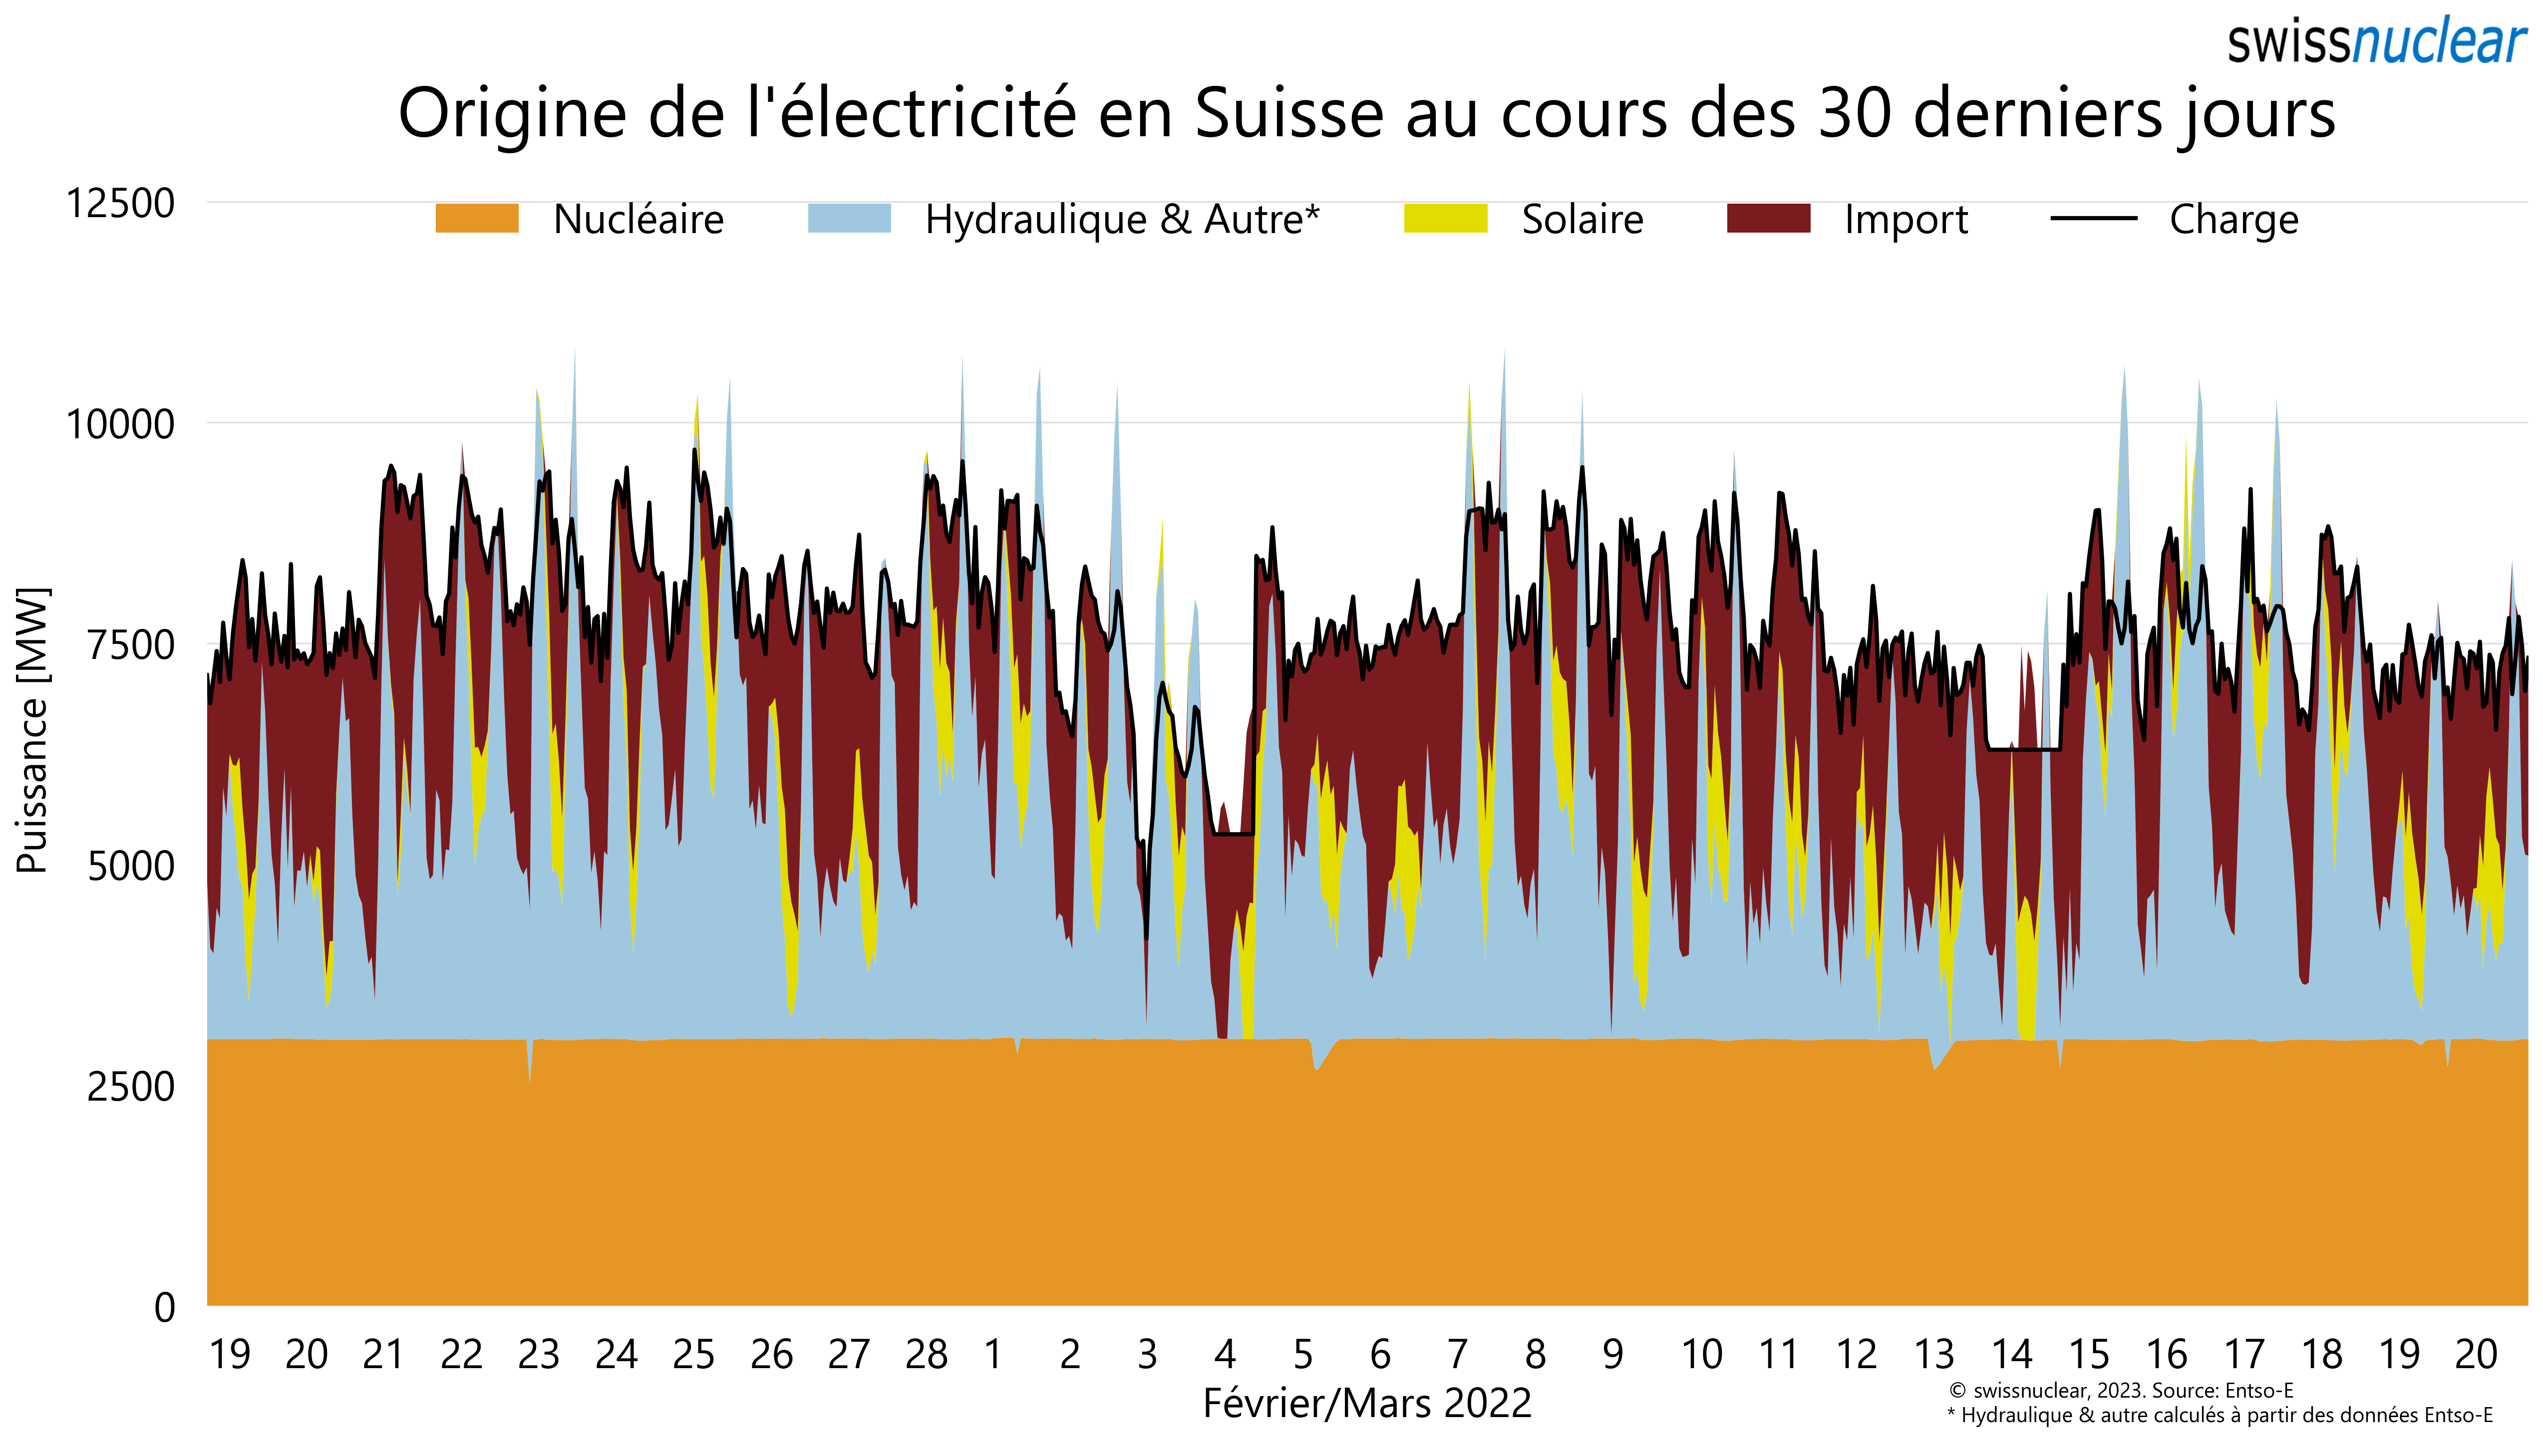 swissnuclear
Origine de l'électricité en Suisse au cours des 30 derniers jours
12500
Nucléaire Hydraulique & Autre* Solaire Import Charge
10000
7500
5000
2500
0
Puissance [MW]
19 20 21 22 23 24 25 26 27 28 1 2 3 4 5 6 7 8 9 10 11 12 13 14 15 16 17 18 19 20
Février/Mars 2022
© swissnuclear, 2023. Source: Entso-E
* Hydraulique & autre calculés à partir des données Entso-E